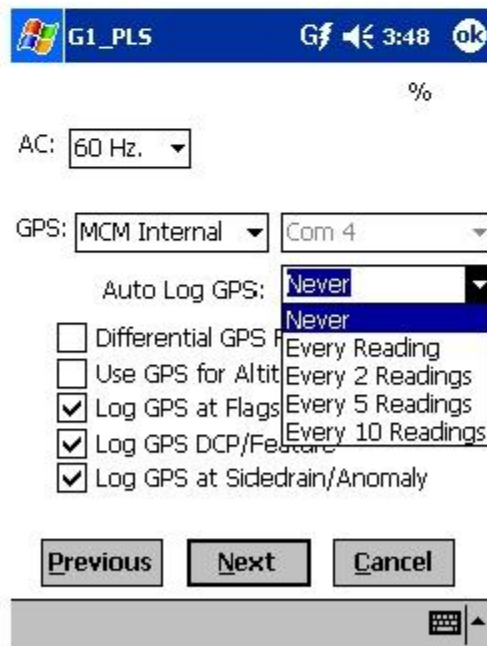 G1_PLS 3:48 ok
%
AC: 60 Hz.
GPS: MCM Internal Com 4
Auto Log GPS: Never
Never
Differential GPS
Every Reading
Use GPS for Altit
Every 2 Readings
Log GPS at Flags
Every 5 Readings
Log GPS DCP/Feature
Every 10 Readings
Log GPS at Sidedrain/Anomaly
Previous Next Cancel